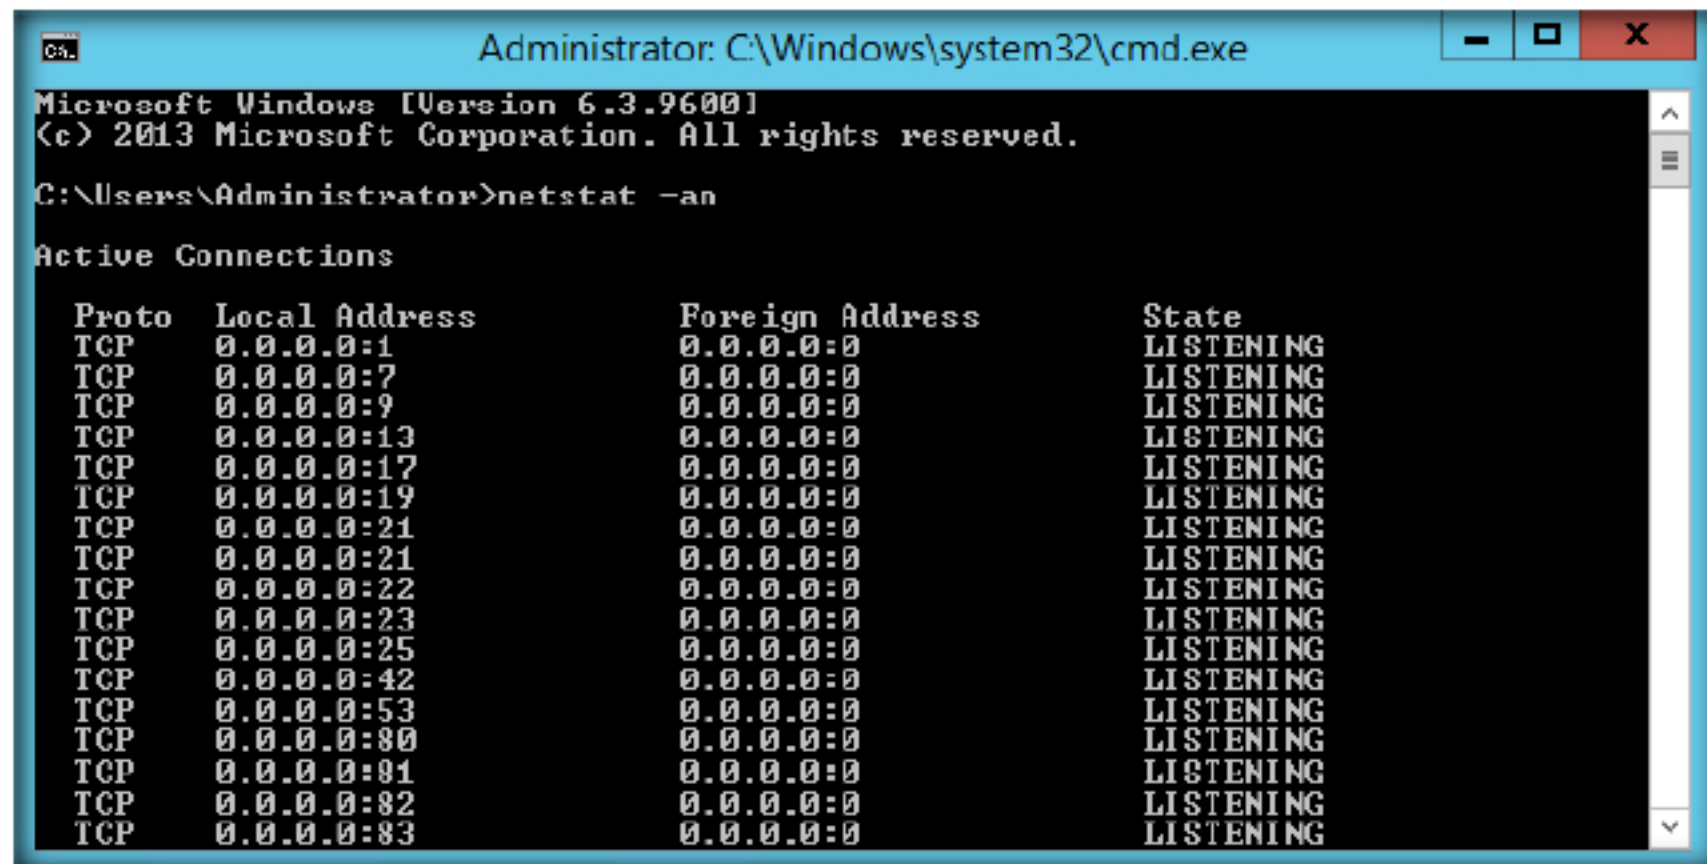 Administrator: C:\Windows\system32\cmd.exe
Microsoft Windows [Version 6.3.9600]
(c) 2013 Microsoft Corporation. All rights reserved.
C:\Users\Administrator>netstat -an
Active Connections
Proto Local Address Foreign Address State
TCP 0.0.0.0:1 0.0.0.0:0 LISTENING
TCP 0.0.0.0:7 0.0.0.0:0 LISTENING
TCP 0.0.0.0:9 0.0.0.0:0 LISTENING
TCP 0.0.0.0:13 0.0.0.0:0 LISTENING
TCP 0.0.0.0:17 0.0.0.0:0 LISTENING
TCP 0.0.0.0:19 0.0.0.0:0 LISTENING
TCP 0.0.0.0:21 0.0.0.0:0 LISTENING
TCP 0.0.0.0:21 0.0.0.0:0 LISTENING
TCP 0.0.0.0:22 0.0.0.0:0 LISTENING
TCP 0.0.0.0:23 0.0.0.0:0 LISTENING
TCP 0.0.0.0:25 0.0.0.0:0 LISTENING
TCP 0.0.0.0:42 0.0.0.0:0 LISTENING
TCP 0.0.0.0:53 0.0.0.0:0 LISTENING
TCP 0.0.0.0:80 0.0.0.0:0 LISTENING
TCP 0.0.0.0:81 0.0.0.0:0 LISTENING
TCP 0.0.0.0:82 0.0.0.0:0 LISTENING
TCP 0.0.0.0:83 0.0.0.0:0 LISTENING